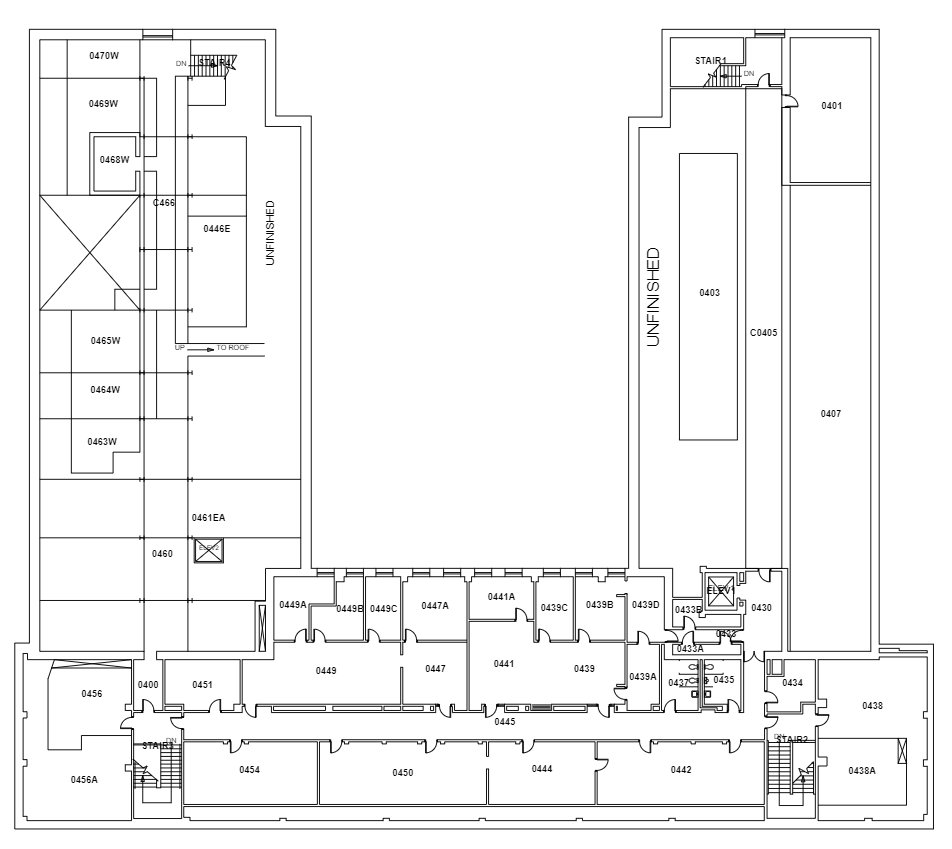 0470W
DN
STAIR4
STAIR1
DN
0469W
0401
0468W
C466
0446E
UNFINISHED
UNFINISHED
0403
C0405
0465W
UP
TO ROOF
0464W
0407
0463W
0461EA
0460
ELEV2
0449A
0449B
0449C
0447A
0441A
0439C
0439B
0439D
0433B
ELEV1
0430
0433
0433A
0449
0447
0441
0439
0439A
0437
0435
0434
0456
0400
0451
0438
0445
DN
STAIR3
DN
STAIR2
0456A
0454
0450
0444
0442
0438A